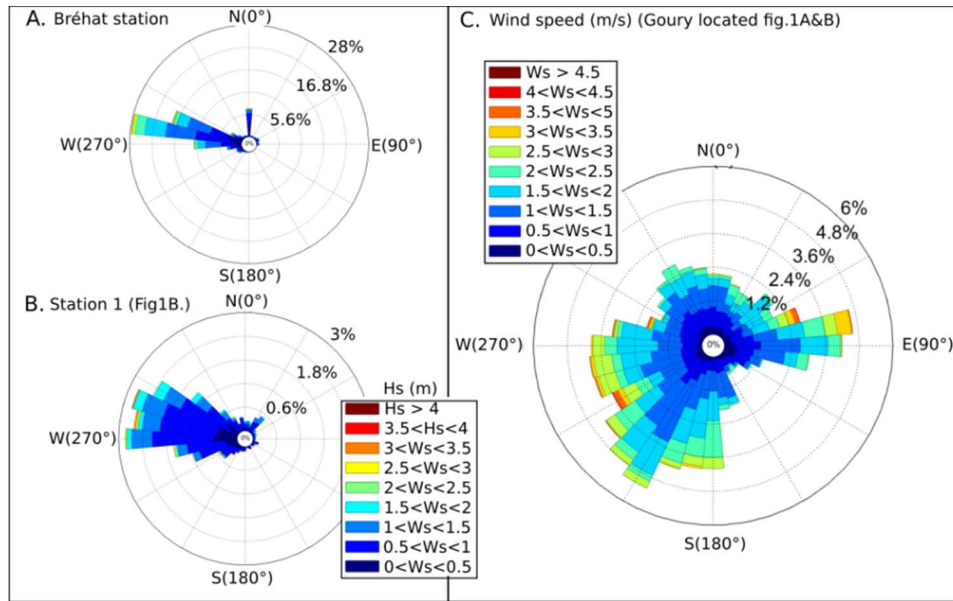 A. Bréhat station
N(0°)
28%
16.8%
5.6%
0%
W(270°)
E(90°)
S(180°)
B. Station 1 (Fig1B.)
N(0°)
3%
1.8%
0.6%
0%
W(270°)
S(180°)
Hs (m)
Hs > 4
3.5<Hs<4
3<Ws<3.5
2.5<Ws<3
2<Ws<2.5
1.5<Ws<2
1<Ws<1.5
0.5<Ws<1
0<Ws<0.5
C. Wind speed (m/s) (Goury located fig.1A&B)
Ws > 4.5
4<Ws<4.5
3.5<Ws<5
3<Ws<3.5
2.5<Ws<3
2<Ws<2.5
1.5<Ws<2
1<Ws<1.5
0.5<Ws<1
0<Ws<0.5
N(0°)
6%
4.8%
3.6%
2.4%
1.2%
0%
W(270°)
E(90°)
S(180°)